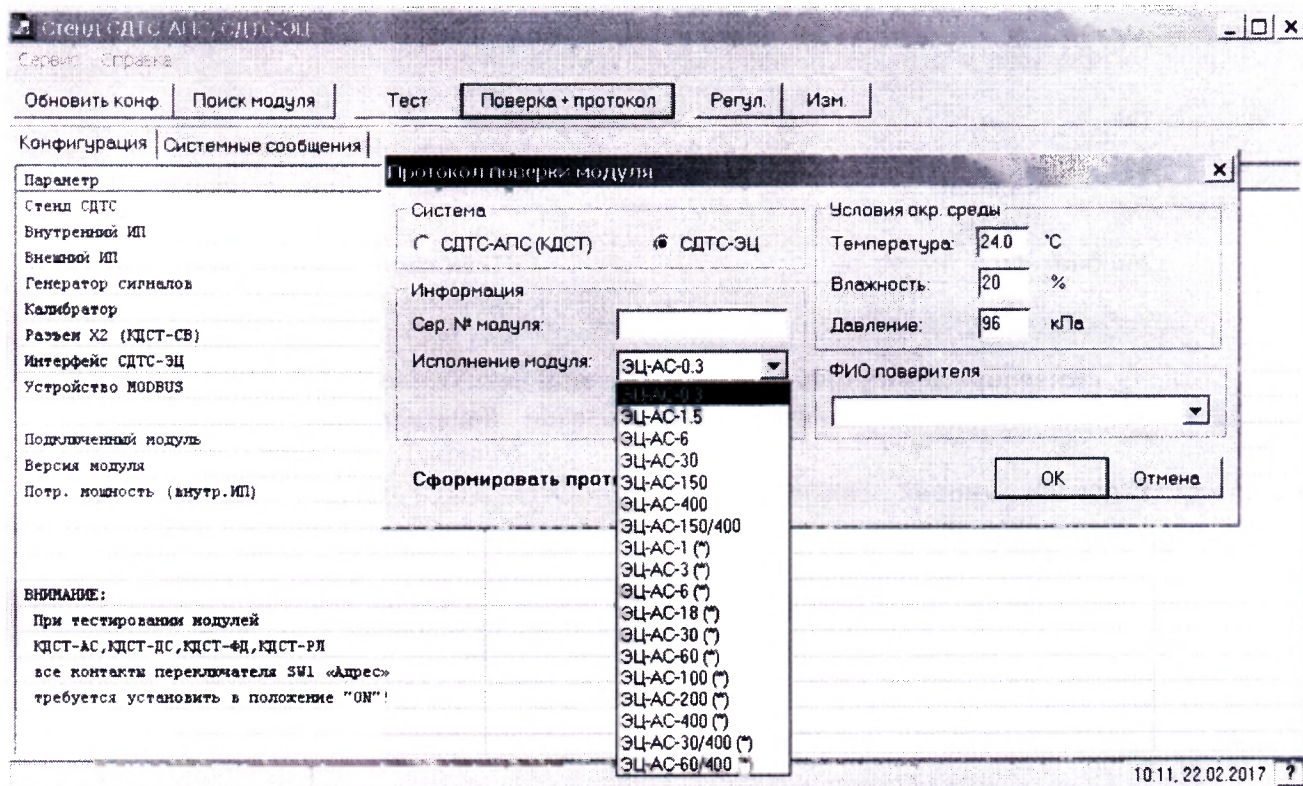 Стенд СДТС-АПС, СДТС-ЭЦ
Сервис Справка
Обновить конф. Поиск модуля Тест Поверка + протокол Регул. Изм.
Конфигурация Системные сообщения
Параметр
Стенд СДТС
Внутренний ИП
Внешний ИП
Генератор сигналов
Калибратор
Разъем X2 (КДСТ-СВ)
Интерфейс СДТС-ЭЦ
Устройство MODBUS
Подключенный модуль
Версия модуля
Потр. мощность (внутр.ИП)
ВНИМАНИЕ:
При тестировании модулей
КДСТ-АС,КДСТ-ДС,КДСТ-ФД,КДСТ-РЛ
все контакты переключателя SW1 «Адрес»
требуется установить в положение "ON"!
Протокол поверки модуля
Система
СДТС-АПС (КДСТ) СДТС-ЭЦ
Информация
Сер. № модуля:
Исполнение модуля: ЭЦ-АС-0.3
ЭЦ-АС-0.3
ЭЦ-АС-1.5
ЭЦ-АС-6
ЭЦ-АС-30
ЭЦ-АС-150
ЭЦ-АС-400
ЭЦ-АС-150/400
ЭЦ-АС-1 (*)
ЭЦ-АС-3 (*)
ЭЦ-АС-6 (*)
ЭЦ-АС-18 (*)
ЭЦ-АС-30 (*)
ЭЦ-АС-60 (*)
ЭЦ-АС-100 (*)
ЭЦ-АС-200 (*)
ЭЦ-АС-400 (*)
ЭЦ-АС-30/400 (*)
ЭЦ-АС-60/400 (*)
Сформировать прот
Условия окр. среды
Температура: 24.0 °C
Влажность: 20 %
Давление: 96 кПа
ФИО поверителя
OK Отмена
10:11, 22.02.2017 ?